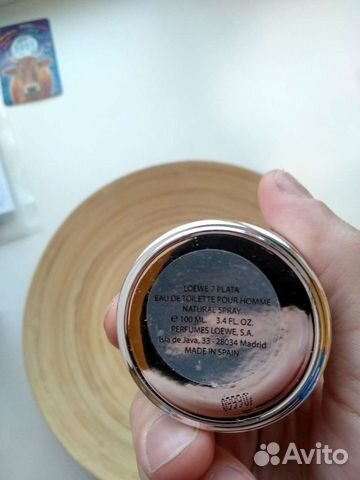 LOEWE 7 PLATA
EAU DE TOILETTE POUR HOMME
NATURAL SPRAY
e 100 ML. 3.4 FL. OZ.
PERFUMES LOEWE, S.A.
Isla de Java, 33 - 28034 Madrid
MADE IN SPAIN
Avito